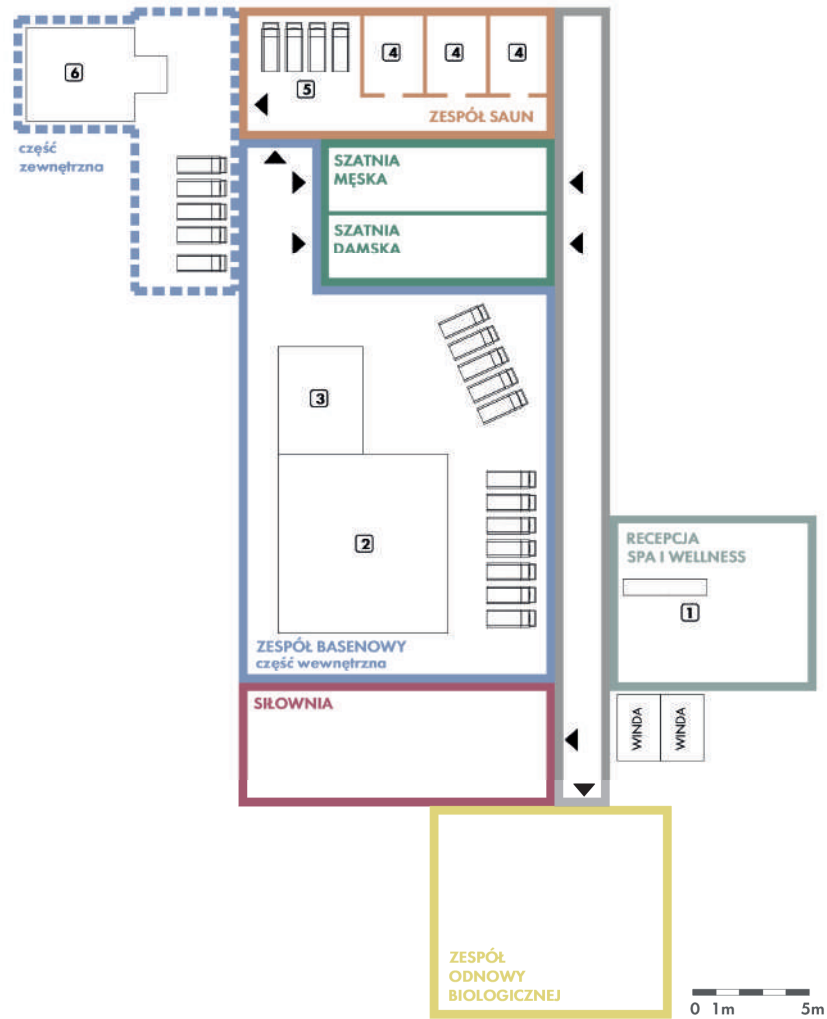 6
4
4
4
5
ZESPÓŁ SAUN
część
zewnętrzna
SZATNIA
MĘSKA
SZATNIA
DAMSKA
3
2
RECEPCJA
SPA I WELLNESS
1
ZESPÓŁ BASENOWY
część wewnętrzna
SIŁOWNIA
WINDA
WINDA
ZESPÓŁ
ODNOWY
BIOLOGICZNEJ
0 1m 5m